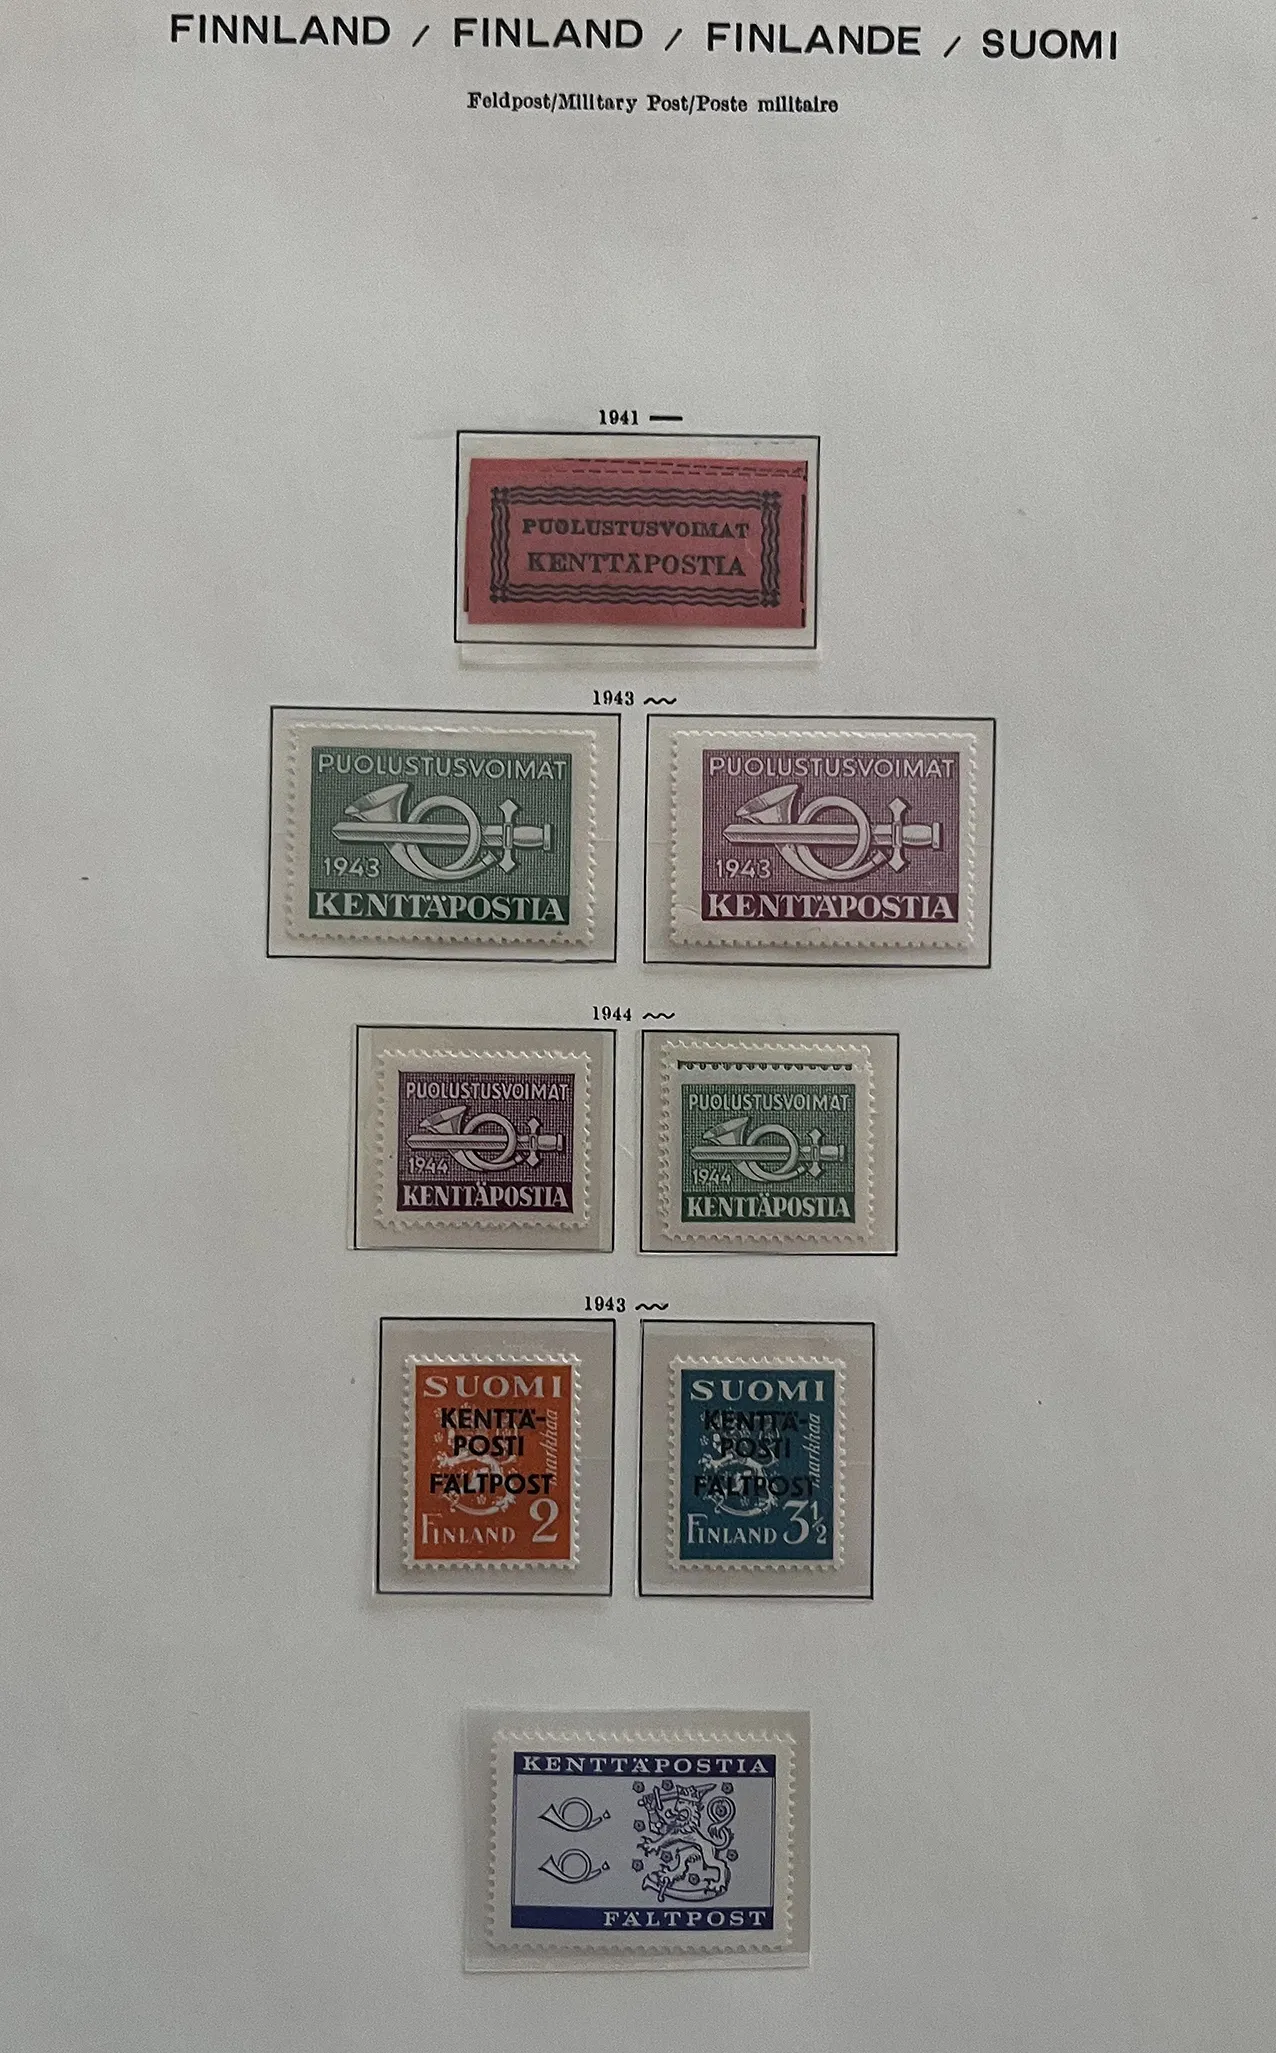 FINNLAND / FINLAND / FINLANDE / SUOMI
Feldpost/Military Post/Poste militaire
1941
PUOLUSTUSVOIMAT
KENTTÄPOSTIA
1943
PUOLUSTUSVOIMAT
1943
KENTTÄPOSTIA
PUOLUSTUSVOIMAT
1943
KENTTÄPOSTIA
1944
PUOLUSTUSVOIMAT
1944
KENTTÄPOSTIA
PUOLUSTUSVOIMAT
1944
KENTTÄPOSTIA
1943
SUOMI
KENTTÄ-
POSTI
FÄLTPOST
markkaa
FINLAND 2
SUOMI
KENTTÄ-
POSTI
FÄLTPOST
markkaa
FINLAND 3½
KENTTÄPOSTIA
FÄLTPOST